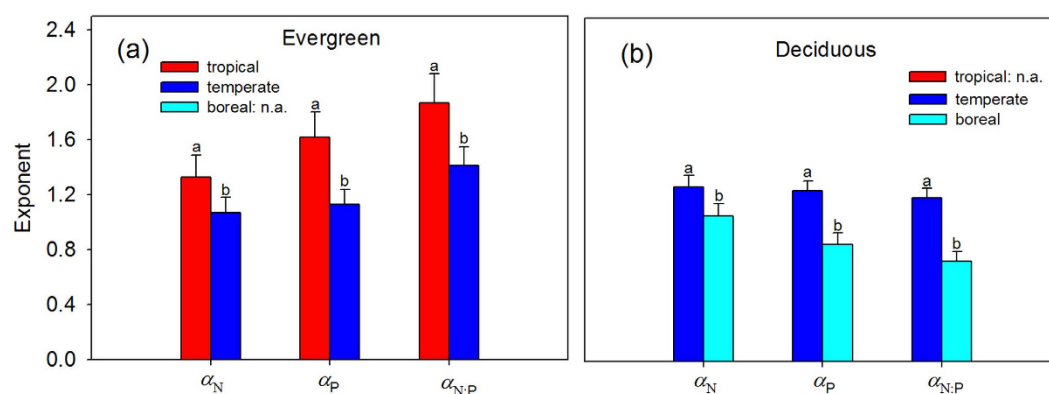 (a)
Evergreen
tropical
temperate
boreal: n.a.
Exponent
2.4
2.0
1.6
1.2
0.8
0.4
0.0
a
b
a
b
a
b
αN
αP
αN:P
(b)
Deciduous
tropical: n.a.
temperate
boreal
a
b
a
b
a
b
αN
αP
αN:P